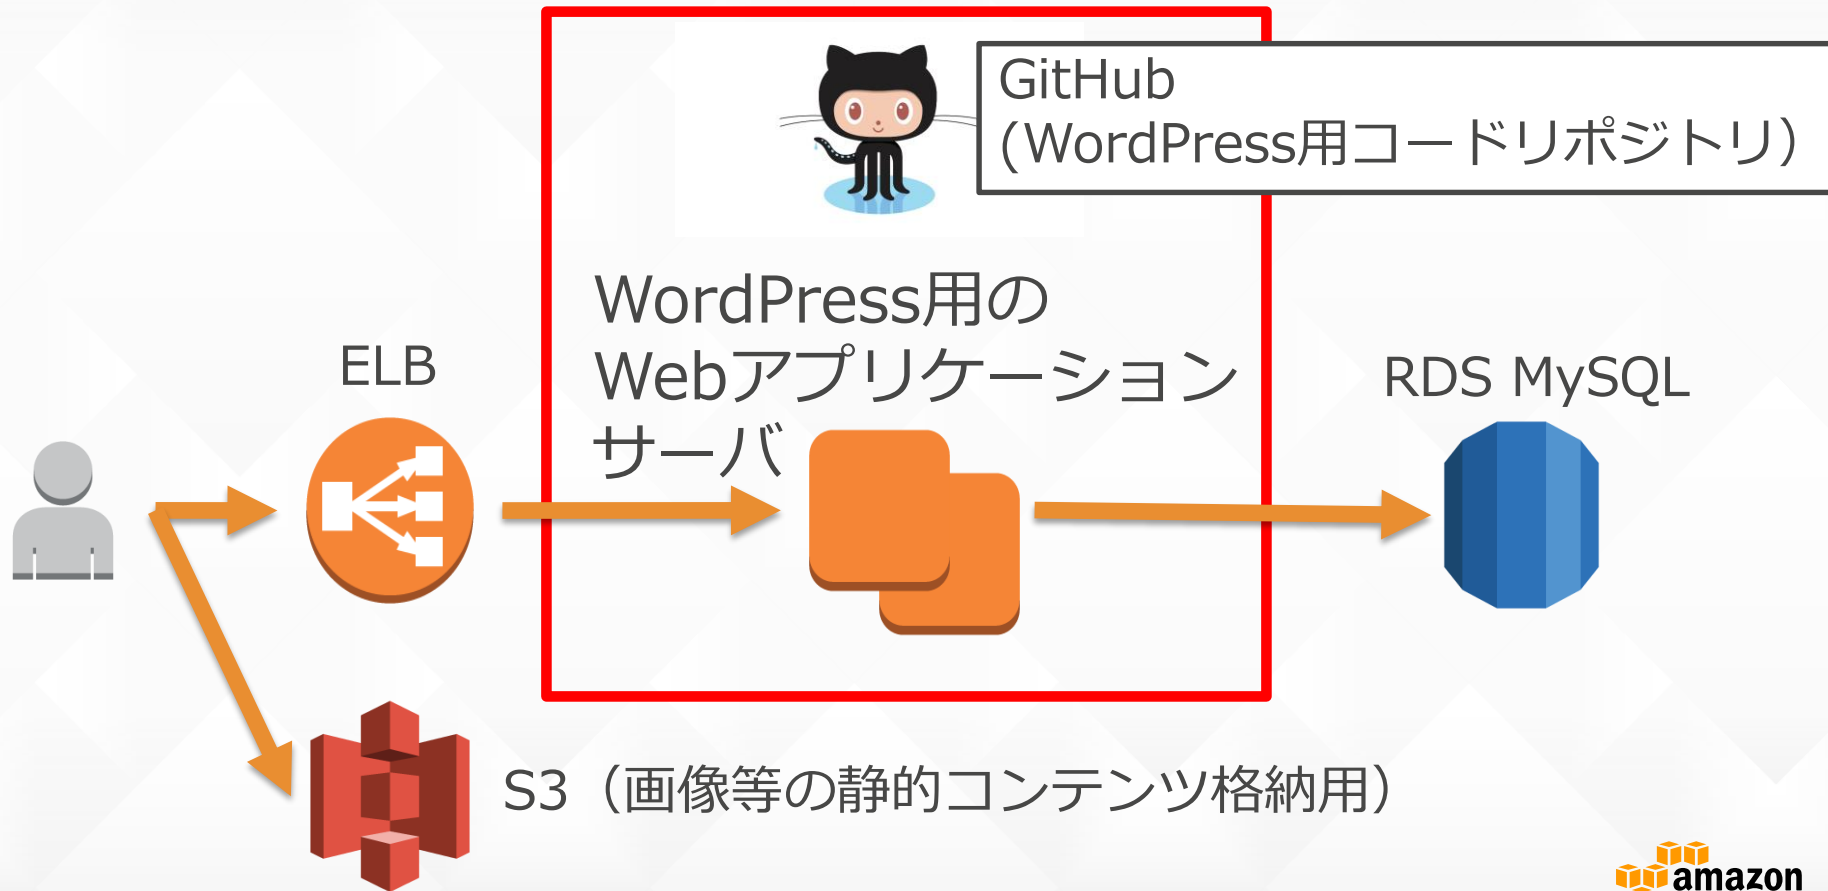 GitHub
(WordPress用コードリポジトリ）
WordPress用の
Webアプリケーション
サーバ
ELB
RDS MySQL
S3（画像等の静的コンテンツ格納用）
amazon